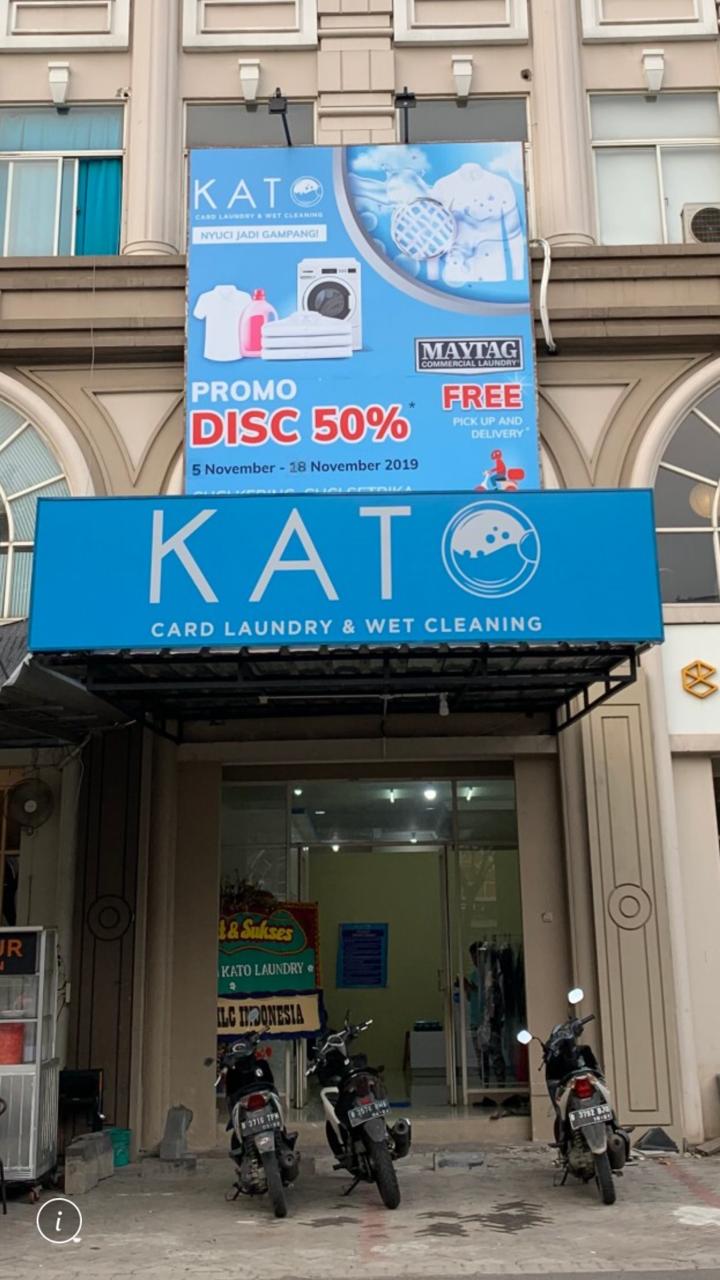 KATO
CARD LAUNDRY & WET CLEANING
NYUCI JADI GAMPANG!
MAYTAG
COMMERCIAL LAUNDRY
PROMO
DISC 50%*
5 November - 18 November 2019
FREE
PICK UP AND
DELIVERY*
KATO
CARD LAUNDRY & WET CLEANING
& Sukses
KATO LAUNDRY
INDONESIA
UR
i